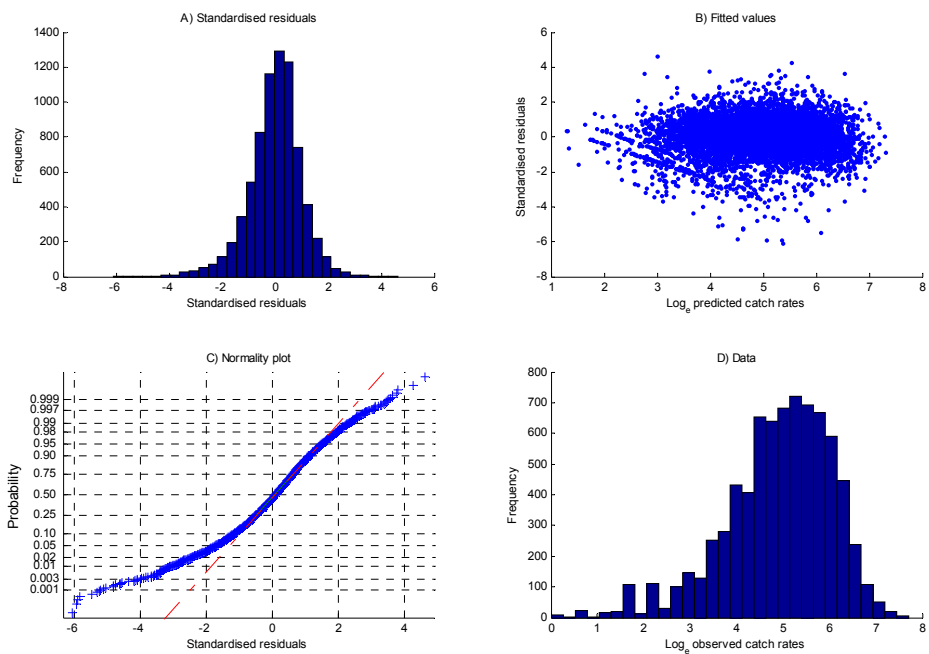 A) Standardised residuals
1400
1200
1000
800
600
400
200
0
Frequency
-8 -6 -4 -2 0 2 4 6
Standardised residuals
B) Fitted values
6
4
2
0
-2
-4
-6
-8
Standardised residuals
1 2 3 4 5 6 7 8
Loge predicted catch rates
C) Normality plot
0.999
0.997
0.99
0.98
0.95
0.90
0.75
0.50
0.25
0.10
0.05
0.02
0.01
0.003
0.001
Probability
-6 -4 -2 0 2 4
Standardised residuals
D) Data
800
700
600
500
400
300
200
100
0
Frequency
0 1 2 3 4 5 6 7 8
Loge observed catch rates